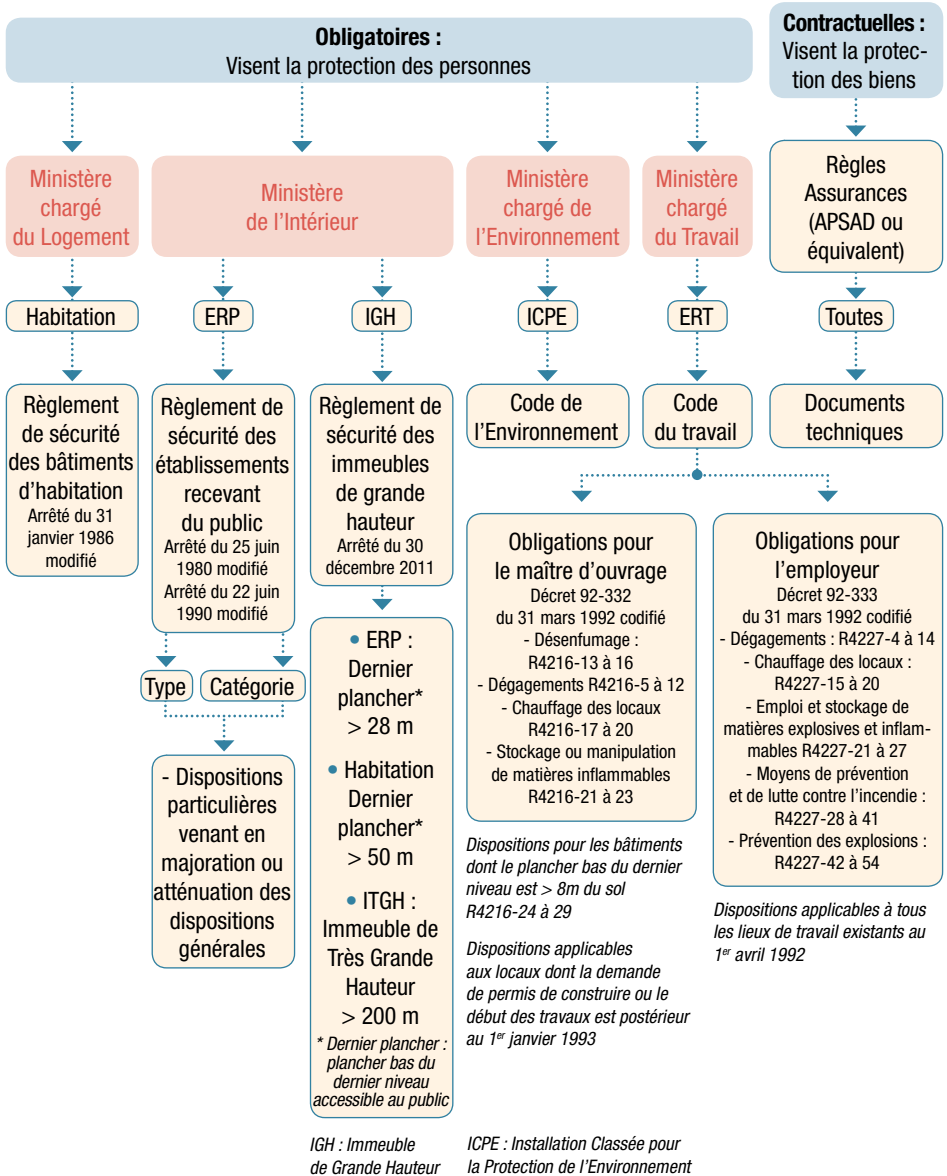 Obligatoires :
Visent la protection des personnes
Contractuelles :
Visent la protec-
tion des biens
Ministère
chargé
du Logement
Ministère
de l'Intérieur
Ministère
chargé de
l'Environnement
Ministère
chargé
du Travail
Règles
Assurances
(APSAD ou
équivalent)
Habitation
ERP
IGH
ICPE
ERT
Toutes
Règlement
de sécurité
des bâtiments
d'habitation
Arrêté du 31
janvier 1986
modifié
Règlement de
sécurité des
établissements
recevant
du public
Arrêté du 25 juin
1980 modifié
Arrêté du 22 juin
1990 modifié
Règlement de
sécurité des
immeubles
de grande
hauteur
Arrêté du 30
décembre 2011
Code de
l'Environnement
Code
du travail
Documents
techniques
Type
Catégorie
- Dispositions
particulières
venant en
majoration ou
atténuation des
dispositions
générales
• ERP :
Dernier
plancher*
> 28 m
• Habitation
Dernier
plancher*
> 50 m
• ITGH :
Immeuble de
Très Grande
Hauteur
> 200 m
* Dernier plancher :
plancher bas du
dernier niveau
accessible au public
Obligations pour
le maître d'ouvrage
Décret 92-332
du 31 mars 1992 codifié
- Désenfumage :
R4216-13 à 16
- Dégagements R4216-5 à 12
- Chauffage des locaux
R4216-17 à 20
- Stockage ou manipulation
de matières inflammables
R4216-21 à 23
Dispositions pour les bâtiments
dont le plancher bas du dernier
niveau est > 8m du sol
R4216-24 à 29
Dispositions applicables
aux locaux dont la demande
de permis de construire ou le
début des travaux est postérieur
au 1er janvier 1993
Obligations pour
l'employeur
Décret 92-333
du 31 mars 1992 codifié
- Dégagements : R4227-4 à 14
- Chauffage des locaux :
R4227-15 à 20
- Emploi et stockage de
matières explosives et inflam-
mables R4227-21 à 27
- Moyens de prévention
et de lutte contre l'incendie :
R4227-28 à 41
- Prévention des explosions :
R4227-42 à 54
Dispositions applicables à tous
les lieux de travail existants au
1er avril 1992
IGH : Immeuble
de Grande Hauteur
ICPE : Installation Classée pour
la Protection de l'Environnement